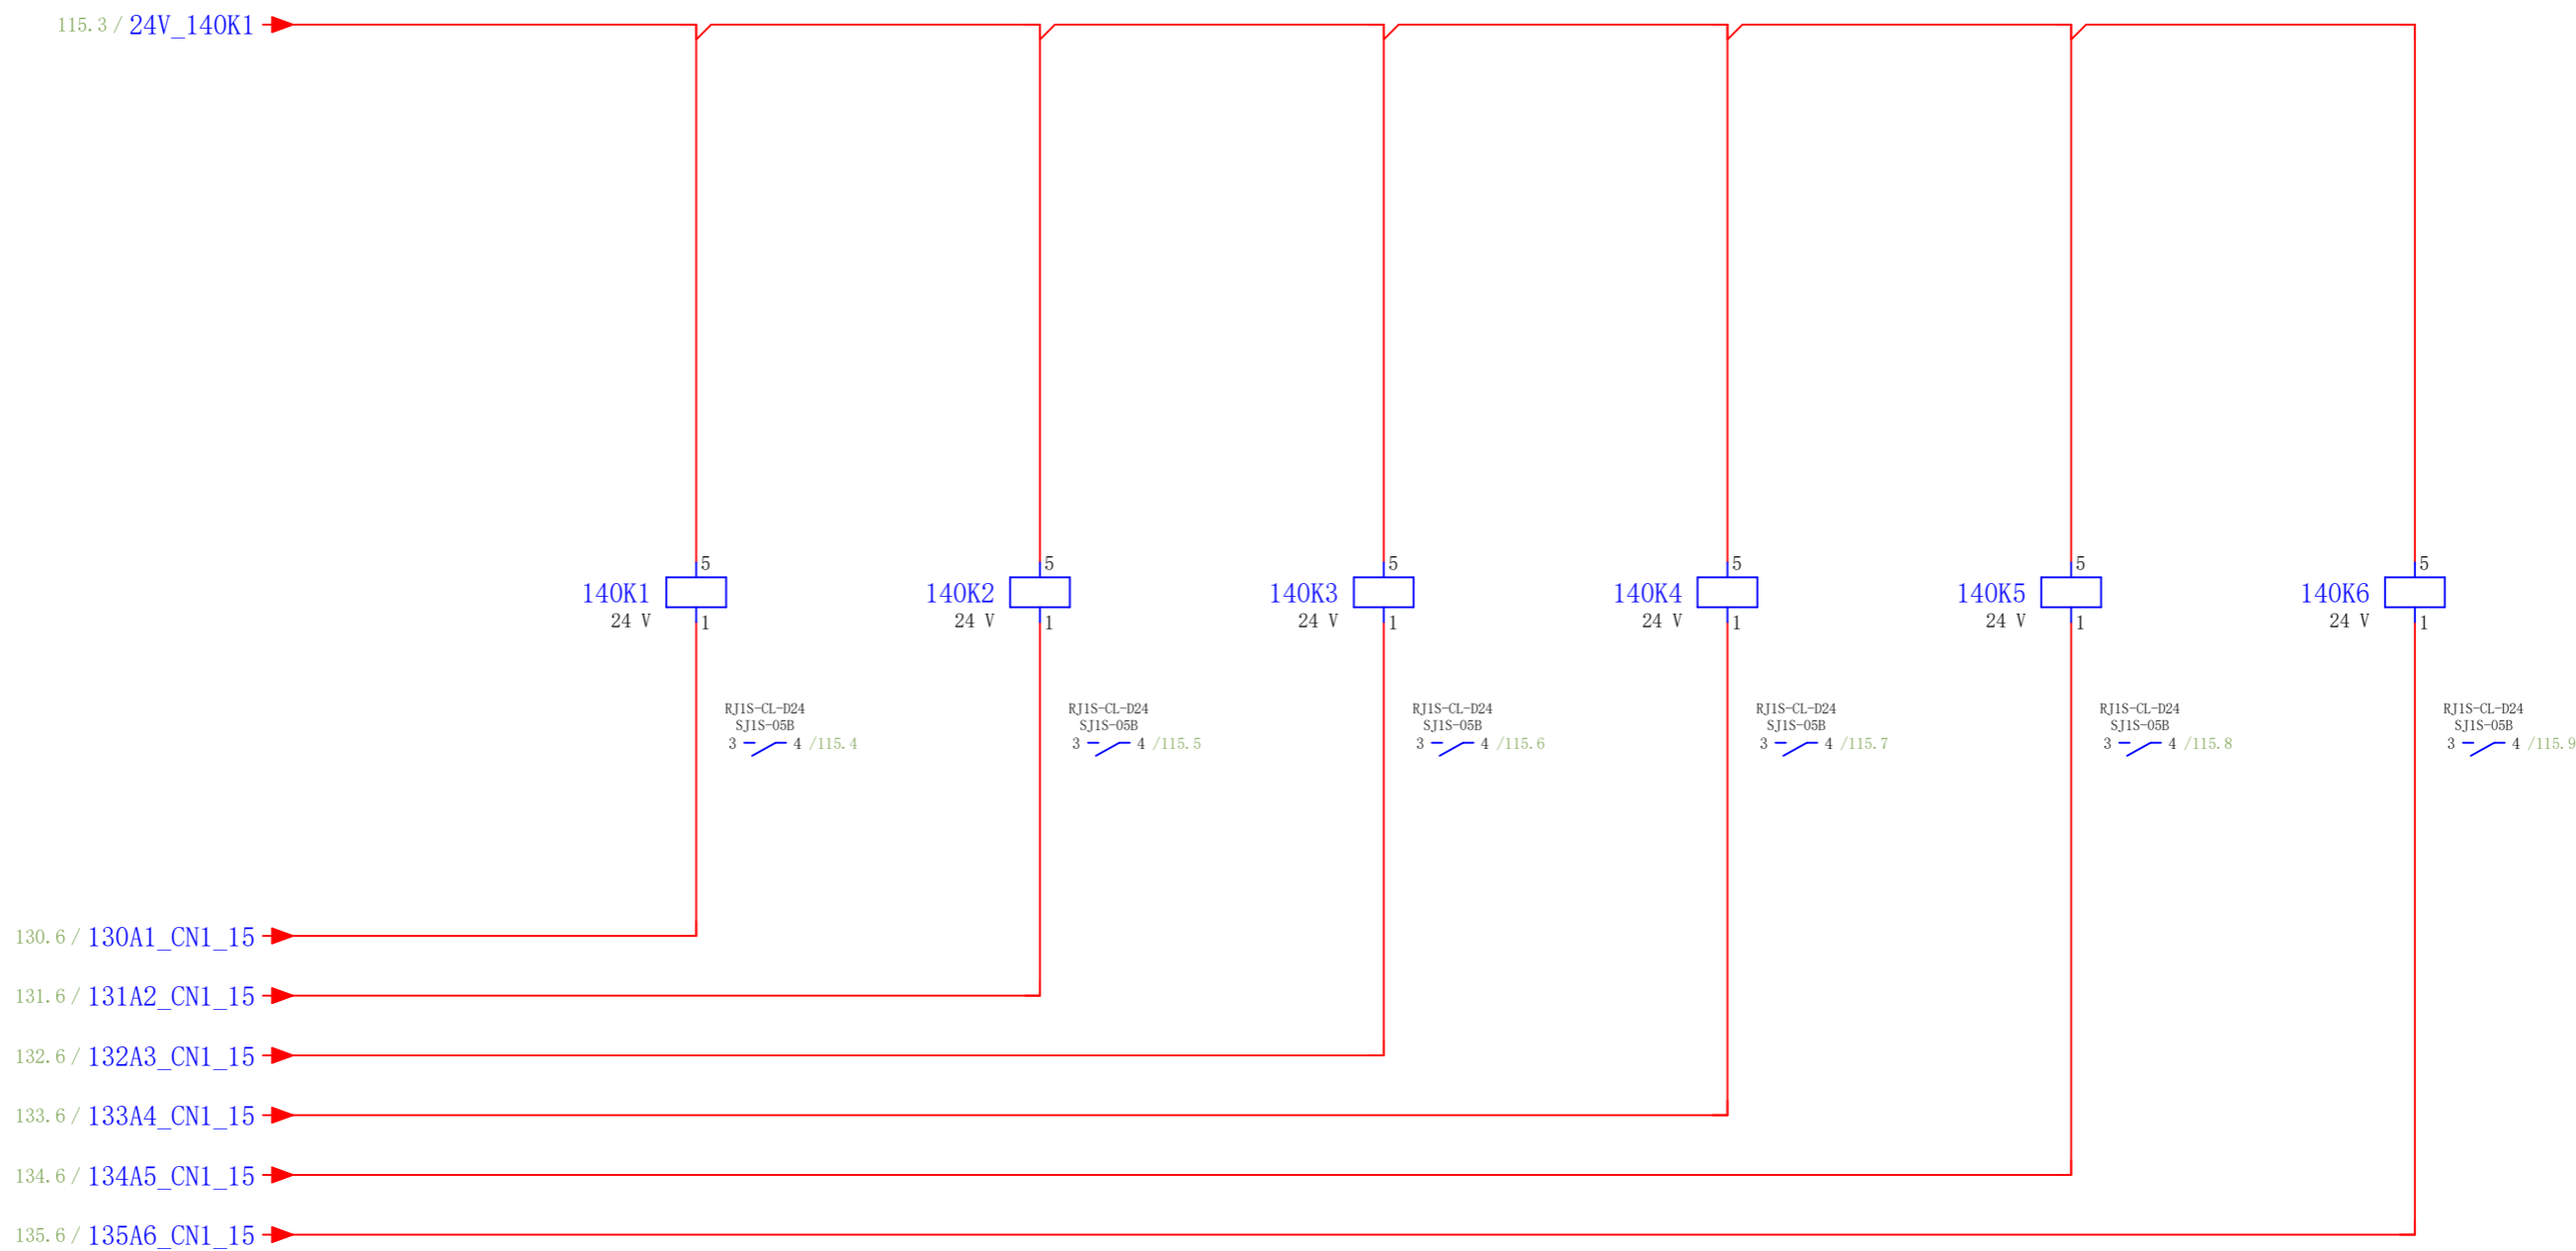 115.3 / 24V_140K1
5 5 5 5 5 5
140K1 140K2 140K3 140K4 140K5 140K6
24 V 24 V 24 V 24 V 24 V 24 V
1 1 1 1 1 1
RJ1S-CL-D24 RJ1S-CL-D24 RJ1S-CL-D24 RJ1S-CL-D24 RJ1S-CL-D24 RJ1S-CL-D24
SJ1S-05B SJ1S-05B SJ1S-05B SJ1S-05B SJ1S-05B SJ1S-05B
3 4 /115.4 3 4 /115.5 3 4 /115.6 3 4 /115.7 3 4 /115.8 3 4 /115.9
130.6 / 130A1_CN1_15
131.6 / 131A2_CN1_15
132.6 / 132A3_CN1_15
133.6 / 133A4_CN1_15
134.6 / 134A5_CN1_15
135.6 / 135A6_CN1_15